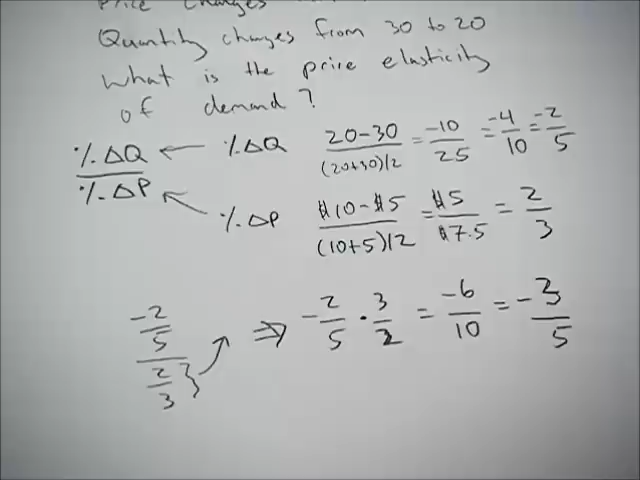 Price changes
Quantity changes from 30 to 20
what is the price elasticity
of demand?
%ΔQ / %ΔP ← %ΔQ (20-30)/((20+30)/2) = -10/25 = -4/10 = -2/5
%ΔP ($10-$5)/((10+5)/2) = $5/$7.5 = 2/3
(-2/5)/(2/3) ⇒ -2/5 · 3/2 = -6/10 = -3/5